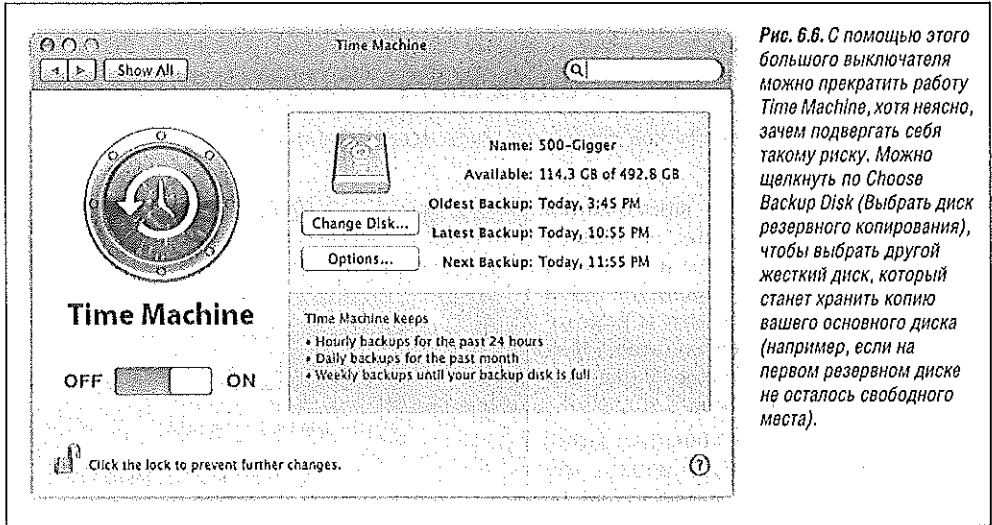 Time Machine
Show All
Name: 500-Gigger
Available: 114.3 GB of 492.8 GB
Oldest Backup: Today, 3:45 PM
Change Disk...
Latest Backup: Today, 10:55 PM
Options...
Next Backup: Today, 11:55 PM
Time Machine
OFF
ON
Time Machine keeps
• Hourly backups for the past 24 hours
• Daily backups for the past month
• Weekly backups until your backup disk is full
Click the lock to prevent further changes.
?
Рис. 6.6. С помощью этого
большого выключателя
можно прекратить работу
Time Machine, хотя неясно,
зачем подвергать себя
такому риску. Можно
щелкнуть по Choose
Backup Disk (Выбрать диск
резервного копирования),
чтобы выбрать другой
жесткий диск, который
станет хранить копию
вашего основного диска
(например, если на
первом резервном диске
не осталось свободного
места).